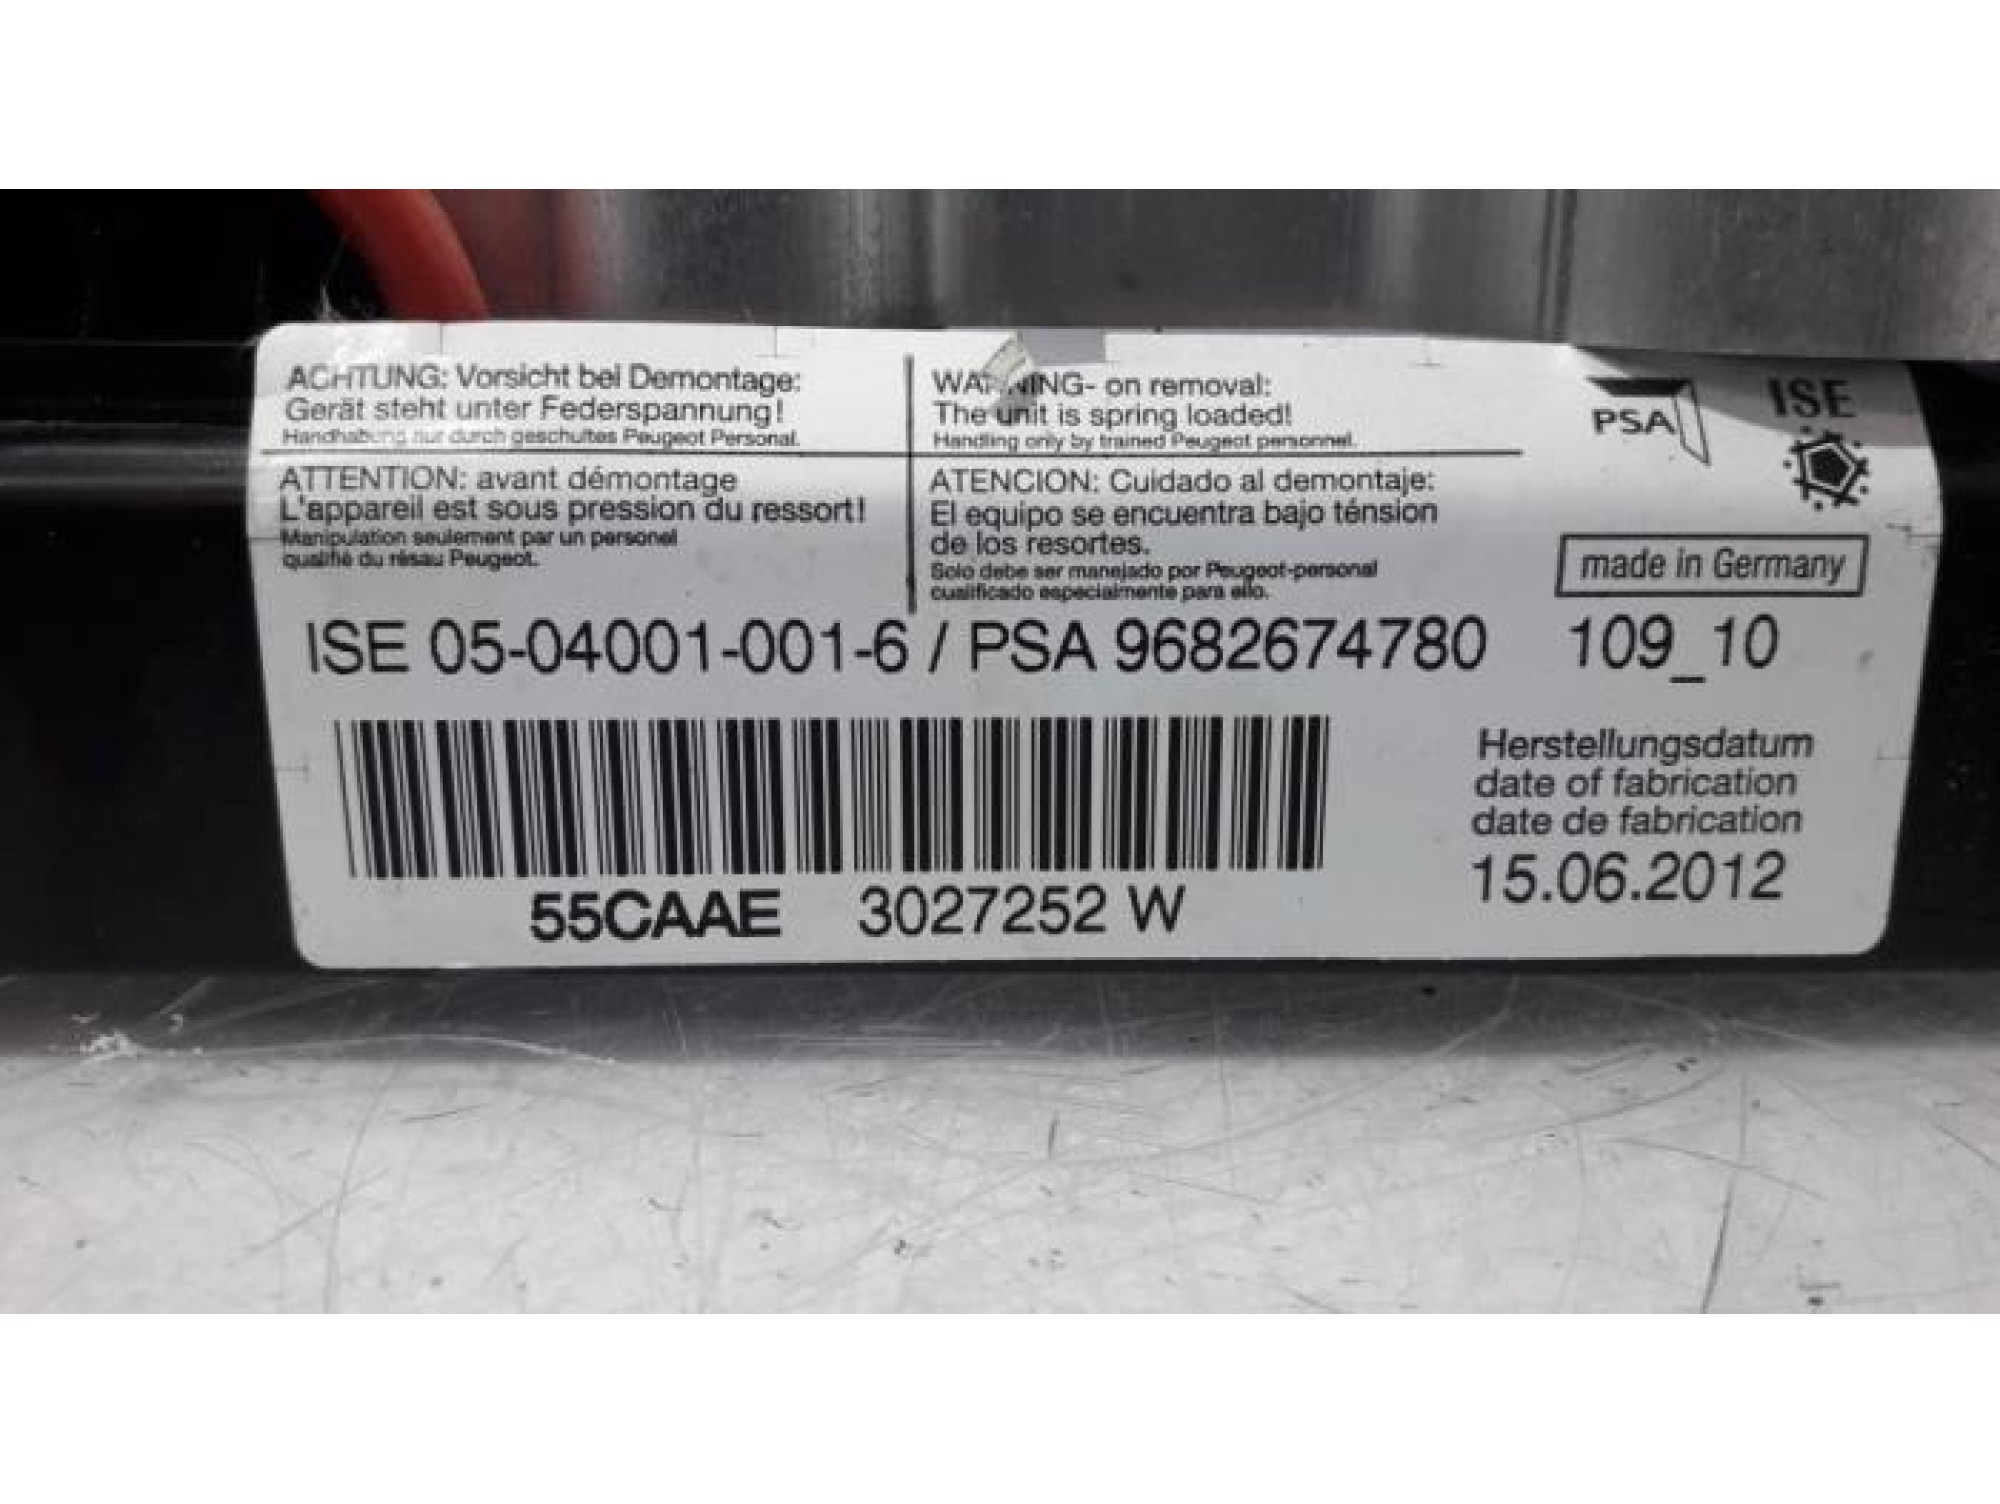 ACHTUNG: Vorsicht bei Demontage:
Gerät steht unter Federspannung!
Handhabung nur durch geschultes Peugeot Personal.
WARNING- on removal:
The unit is spring loaded!
Handling only by trained Peugeot personnel.
ATTENTION: avant démontage
L'appareil est sous pression du ressort!
Manipulation seulement par un personel
qualifié du résau Peugeot.
ATENCION: Cuidado al demontaje:
El equipo se encuentra bajo ténsion
de los resortes.
Solo debe ser manejado por Peugeot-personal
cualificado especialmente para ello.
PSA
ISE
made in Germany
ISE 05-04001-001-6 / PSA 9682674780 109_10
55CAAE 3027252 W
Herstellungsdatum
date of fabrication
date de fabrication
15.06.2012